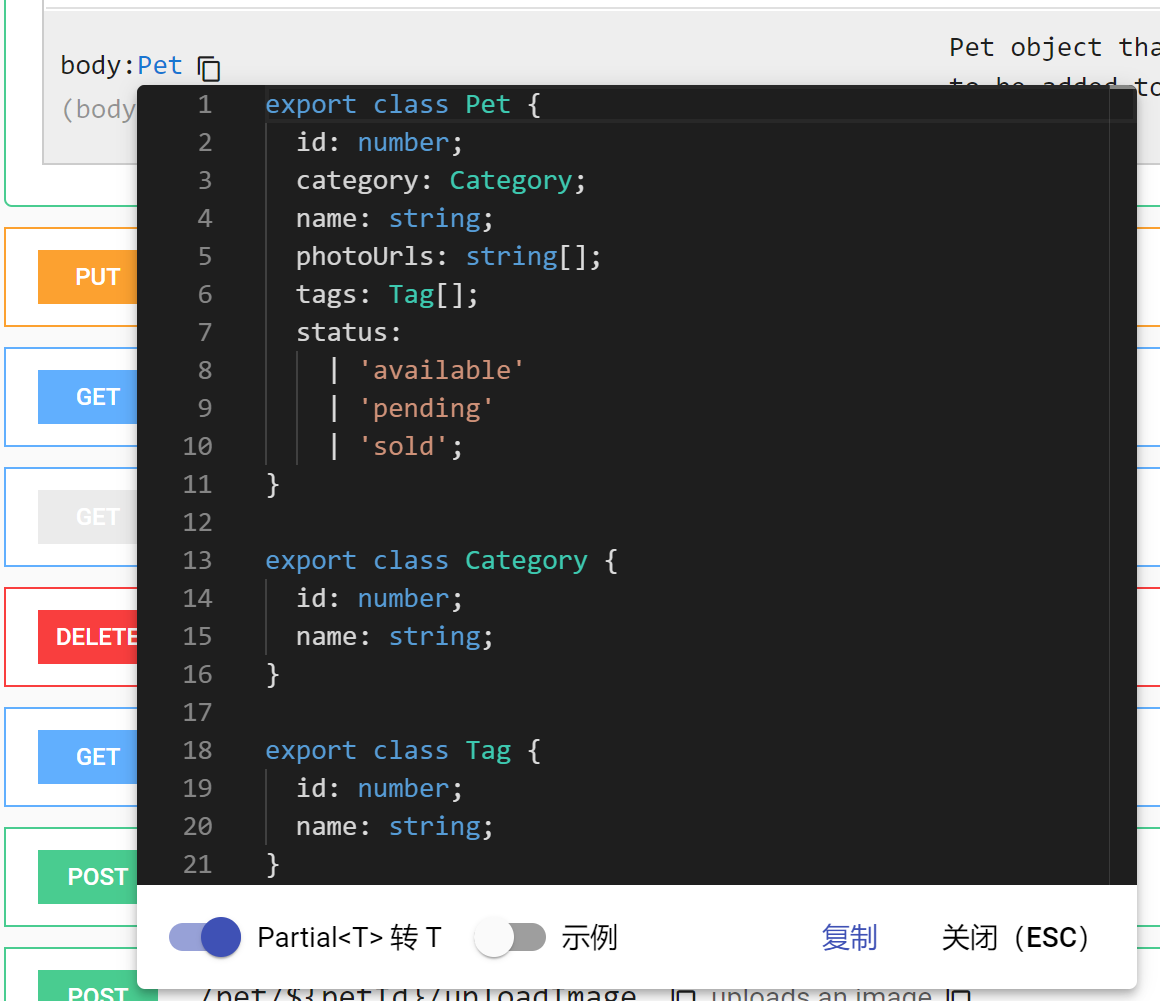 Pet object tha
body:Pet
(body
1 export class Pet {
2 id: number;
3 category: Category;
4 name: string;
5 photoUrls: string[];
6 tags: Tag[];
7 status:
8 | 'available'
9 | 'pending'
10 | 'sold';
11 }
12
13 export class Category {
14 id: number;
15 name: string;
16 }
17
18 export class Tag {
19 id: number;
20 name: string;
21 }
PUT
GET
GET
DELETE
GET
POST
Partial<T> 转 T 示例 复制 关闭（ESC）
POST /pet/${petId}/uploadImage uploads an image